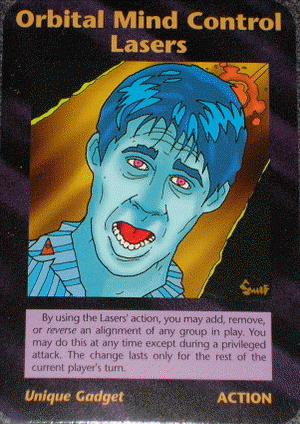 Orbital Mind Control
Lasers
By using the Lasers' action, you may add, remove,
or reverse an alignment of any group in play. You
may do this at any time except during a privileged
attack. The change lasts only for the rest of the
current player's turn.
Unique Gadget
ACTION